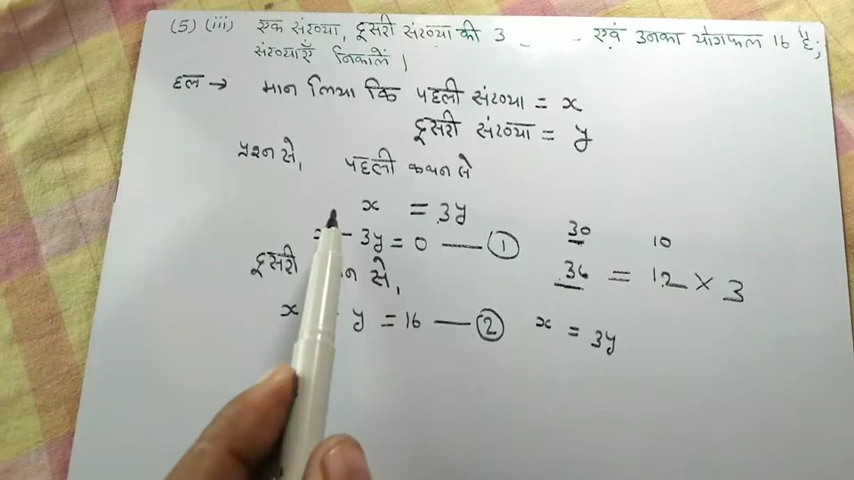 (5) (iii) एक संख्या, दूसरी संख्या की 3 _ _ _ एवं उनका योगफल 16 है;
संख्याएँ निकालें।
हल → मान लिया कि पहली संख्या = x
दूसरी संख्या = y
प्रश्न से, पहली कथन से
x = 3y
- 3y = 0 — ①
30 10
दूसरी से,
36 = 12 × 3
x y = 16 — ②
x = 3y